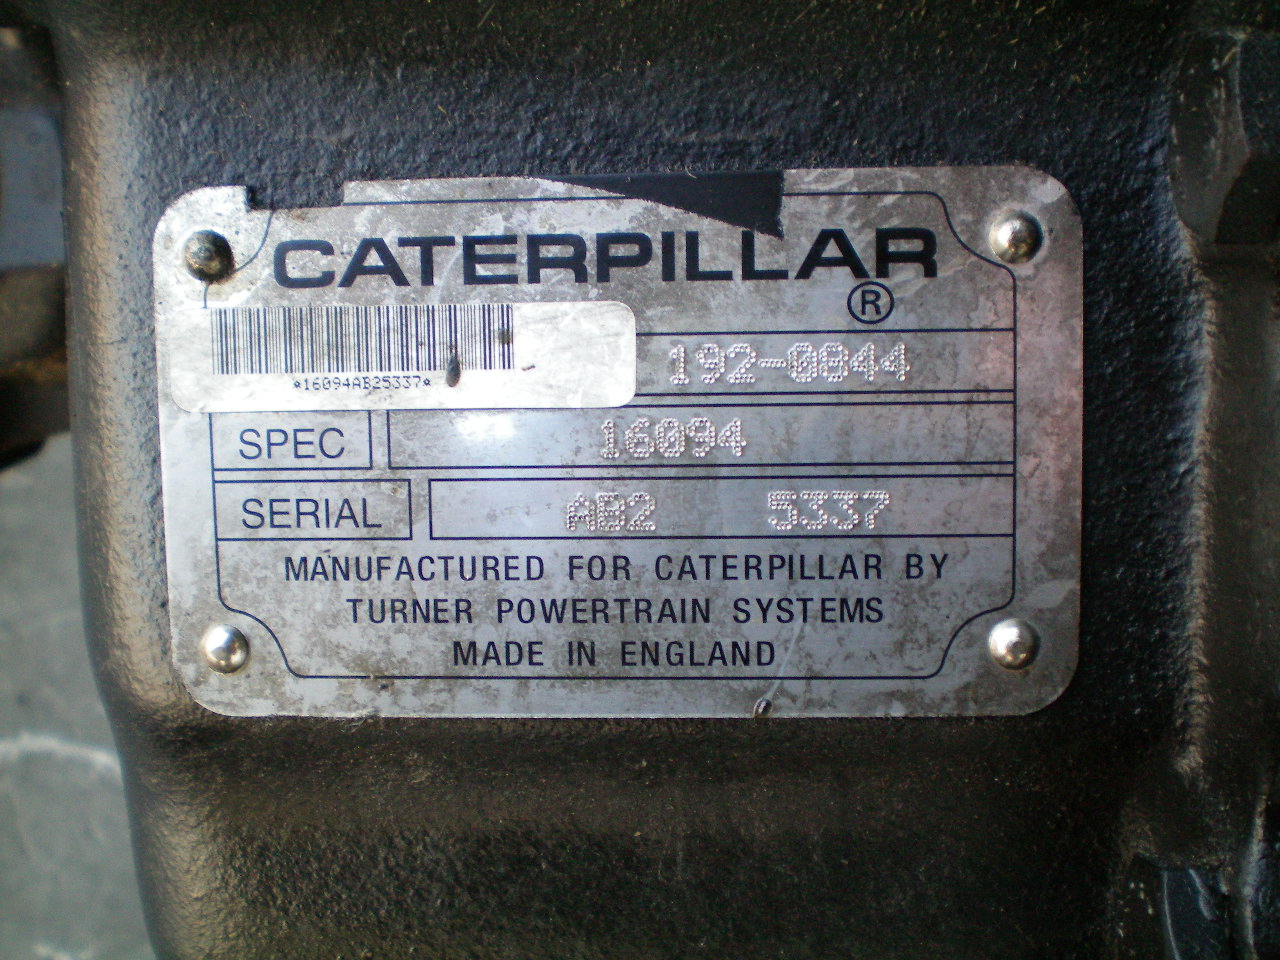 CATERPILLAR
®
*16094AB25337*
192-0844
SPEC 16094
SERIAL AB2 5337
MANUFACTURED FOR CATERPILLAR BY
TURNER POWERTRAIN SYSTEMS
MADE IN ENGLAND